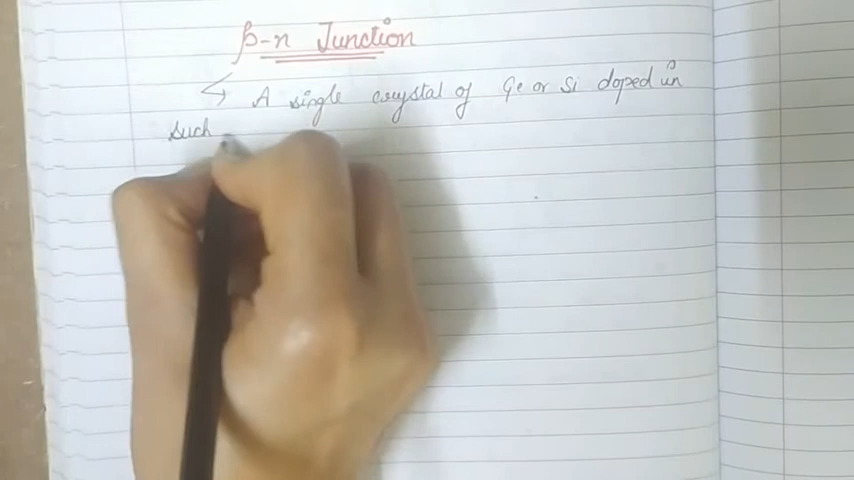 p-n Junction
↳ A single crystal of Ge or Si doped in
such